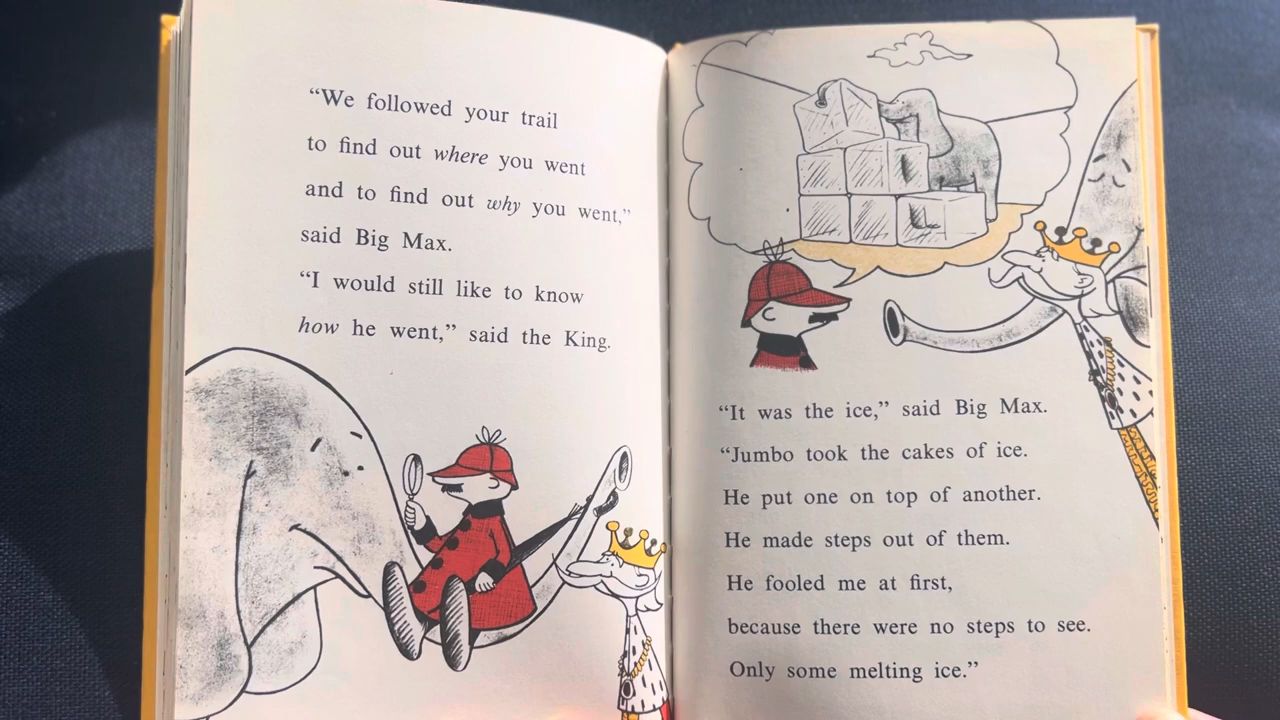 “We followed your trail
to find out where you went
and to find out why you went,”
said Big Max.
“I would still like to know
how he went,” said the King.
“It was the ice,” said Big Max.
“Jumbo took the cakes of ice.
He put one on top of another.
He made steps out of them.
He fooled me at first,
because there were no steps to see.
Only some melting ice.”